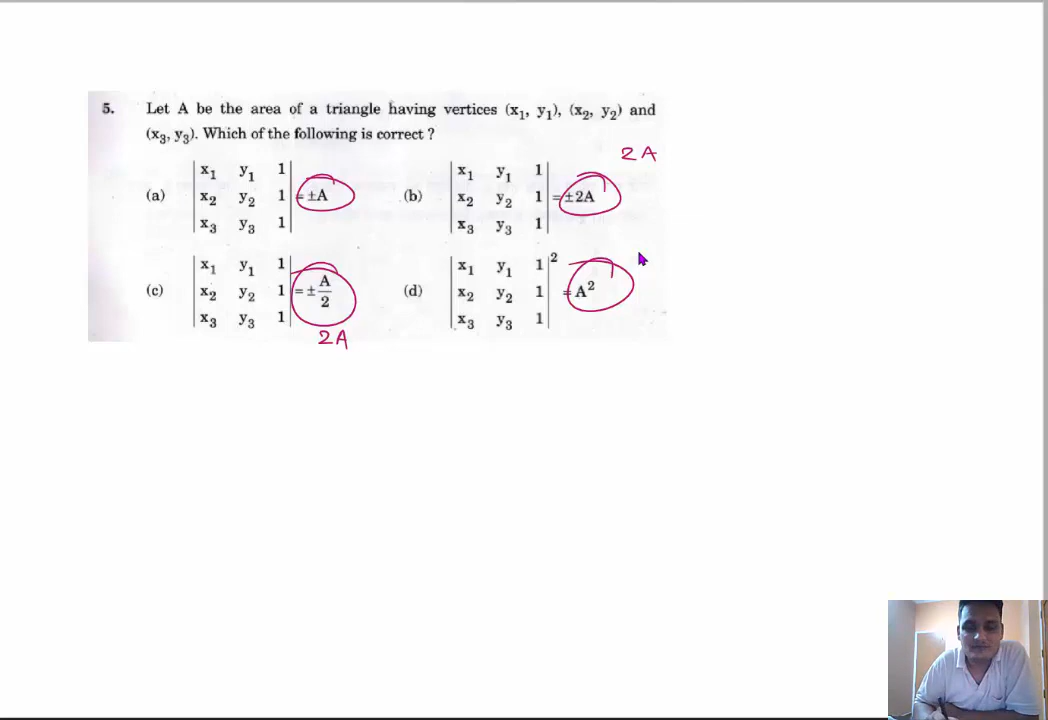 5. Let A be the area of a triangle having vertices (x₁, y₁), (x₂, y₂) and
(x₃, y₃). Which of the following is correct ?
2A
(a) | x₁ y₁ 1 |
| x₂ y₂ 1 | = ±A
| x₃ y₃ 1 |
(b) | x₁ y₁ 1 |
| x₂ y₂ 1 | = ±2A
| x₃ y₃ 1 |
(c) | x₁ y₁ 1 |
| x₂ y₂ 1 | = ± A/2
| x₃ y₃ 1 |
2A
(d) | x₁ y₁ 1 |²
| x₂ y₂ 1 | = A²
| x₃ y₃ 1 |